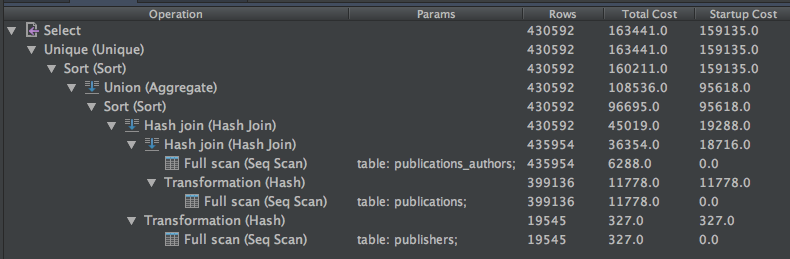 Operation Params Rows Total Cost Startup Cost
Select 430592 163441.0 159135.0
Unique (Unique) 430592 163441.0 159135.0
Sort (Sort) 430592 160211.0 159135.0
Union (Aggregate) 430592 108536.0 95618.0
Sort (Sort) 430592 96695.0 95618.0
Hash join (Hash Join) 430592 45019.0 19288.0
Hash join (Hash Join) 435954 36354.0 18716.0
Full scan (Seq Scan) table: publications_authors; 435954 6288.0 0.0
Transformation (Hash) 399136 11778.0 11778.0
Full scan (Seq Scan) table: publications; 399136 11778.0 0.0
Transformation (Hash) 19545 327.0 327.0
Full scan (Seq Scan) table: publishers; 19545 327.0 0.0